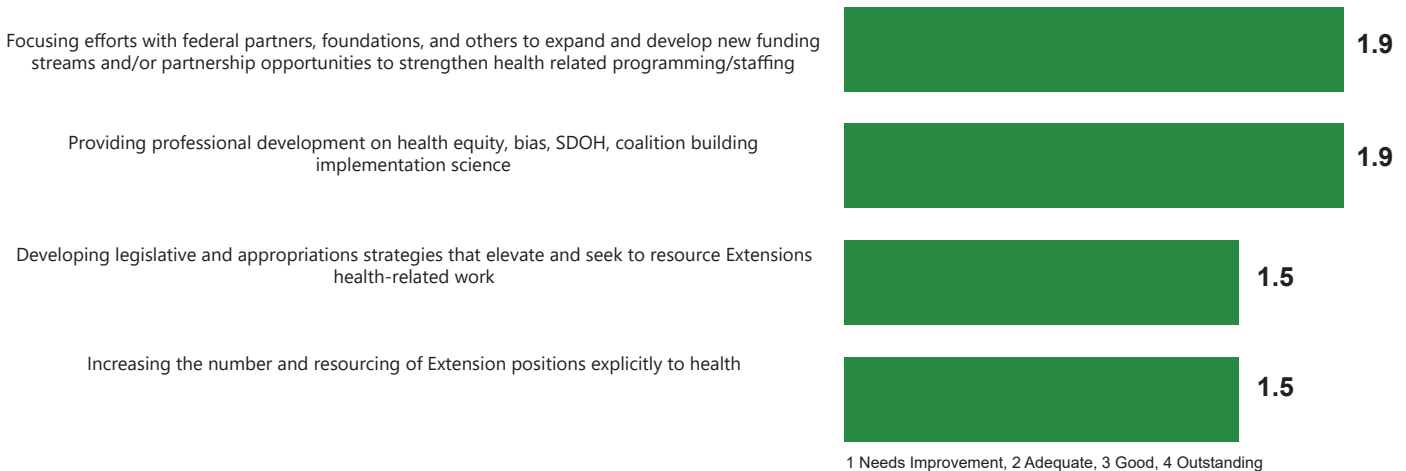 Focusing efforts with federal partners, foundations, and others to expand and develop new funding
streams and/or partnership opportunities to strengthen health related programming/staffing
1.9
Providing professional development on health equity, bias, SDOH, coalition building
implementation science
1.9
Developing legislative and appropriations strategies that elevate and seek to resource Extensions
health-related work
1.5
Increasing the number and resourcing of Extension positions explicitly to health
1.5
1 Needs Improvement, 2 Adequate, 3 Good, 4 Outstanding